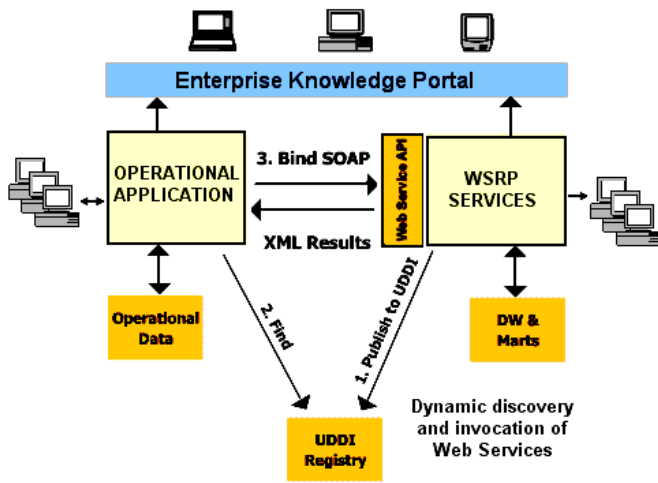 Enterprise Knowledge Portal
OPERATIONAL
APPLICATION
3. Bind SOAP
XML Results
Web Service API
WSRP
SERVICES
Operational
Data
2. Find
1. Publish to UDDI
DW &
Marts
UDDI
Registry
Dynamic discovery
and invocation of
Web Services